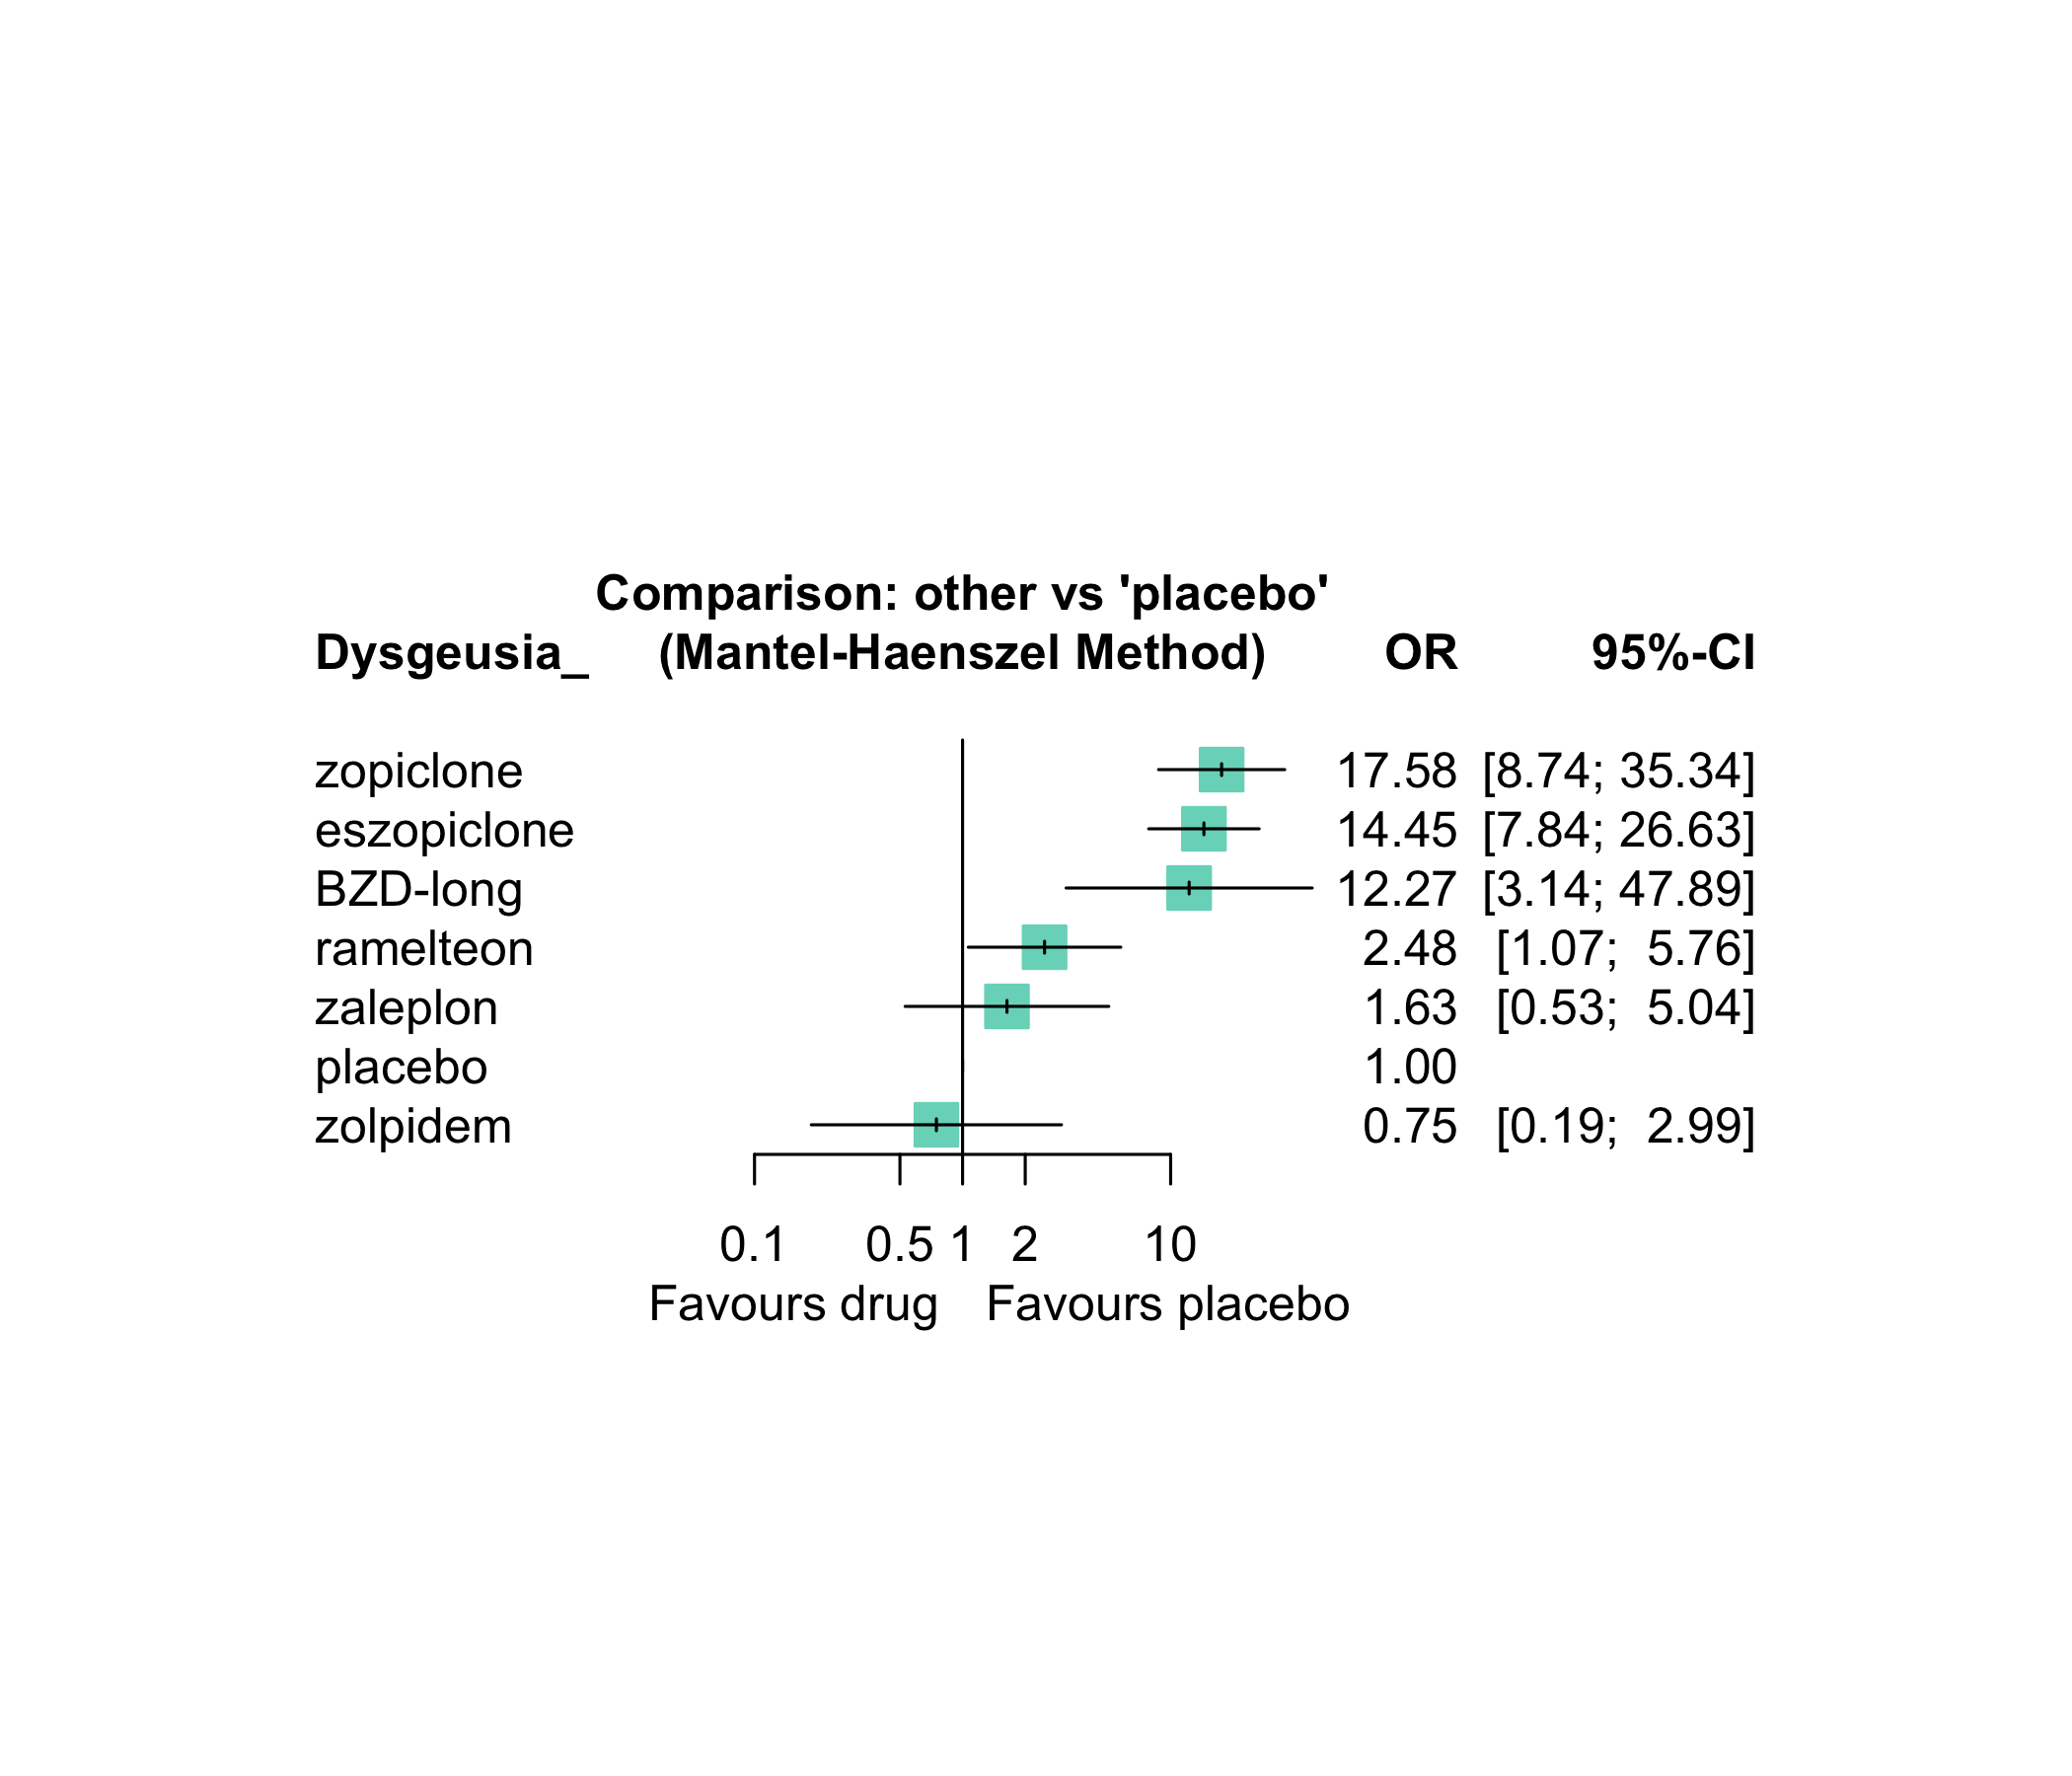 Comparison: other vs 'placebo'
Dysgeusia_ (Mantel-Haenszel Method) OR 95%-CI
zopiclone 17.58 [8.74; 35.34]
eszopiclone 14.45 [7.84; 26.63]
BZD-long 12.27 [3.14; 47.89]
ramelteon 2.48 [1.07; 5.76]
zaleplon 1.63 [0.53; 5.04]
placebo 1.00
zolpidem 0.75 [0.19; 2.99]
0.1 0.5 1 2 10
Favours drug Favours placebo